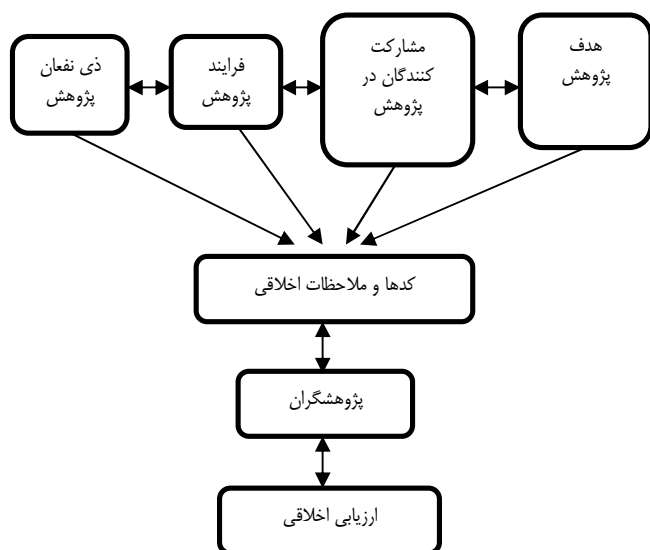 هدف
پژوهش
مشارکت
کنندگان در
پژوهش
فرایند
پژوهش
ذی نفعان
پژوهش
کدها و ملاحظات اخلاقی
پژوهشگران
ارزیابی اخلاقی